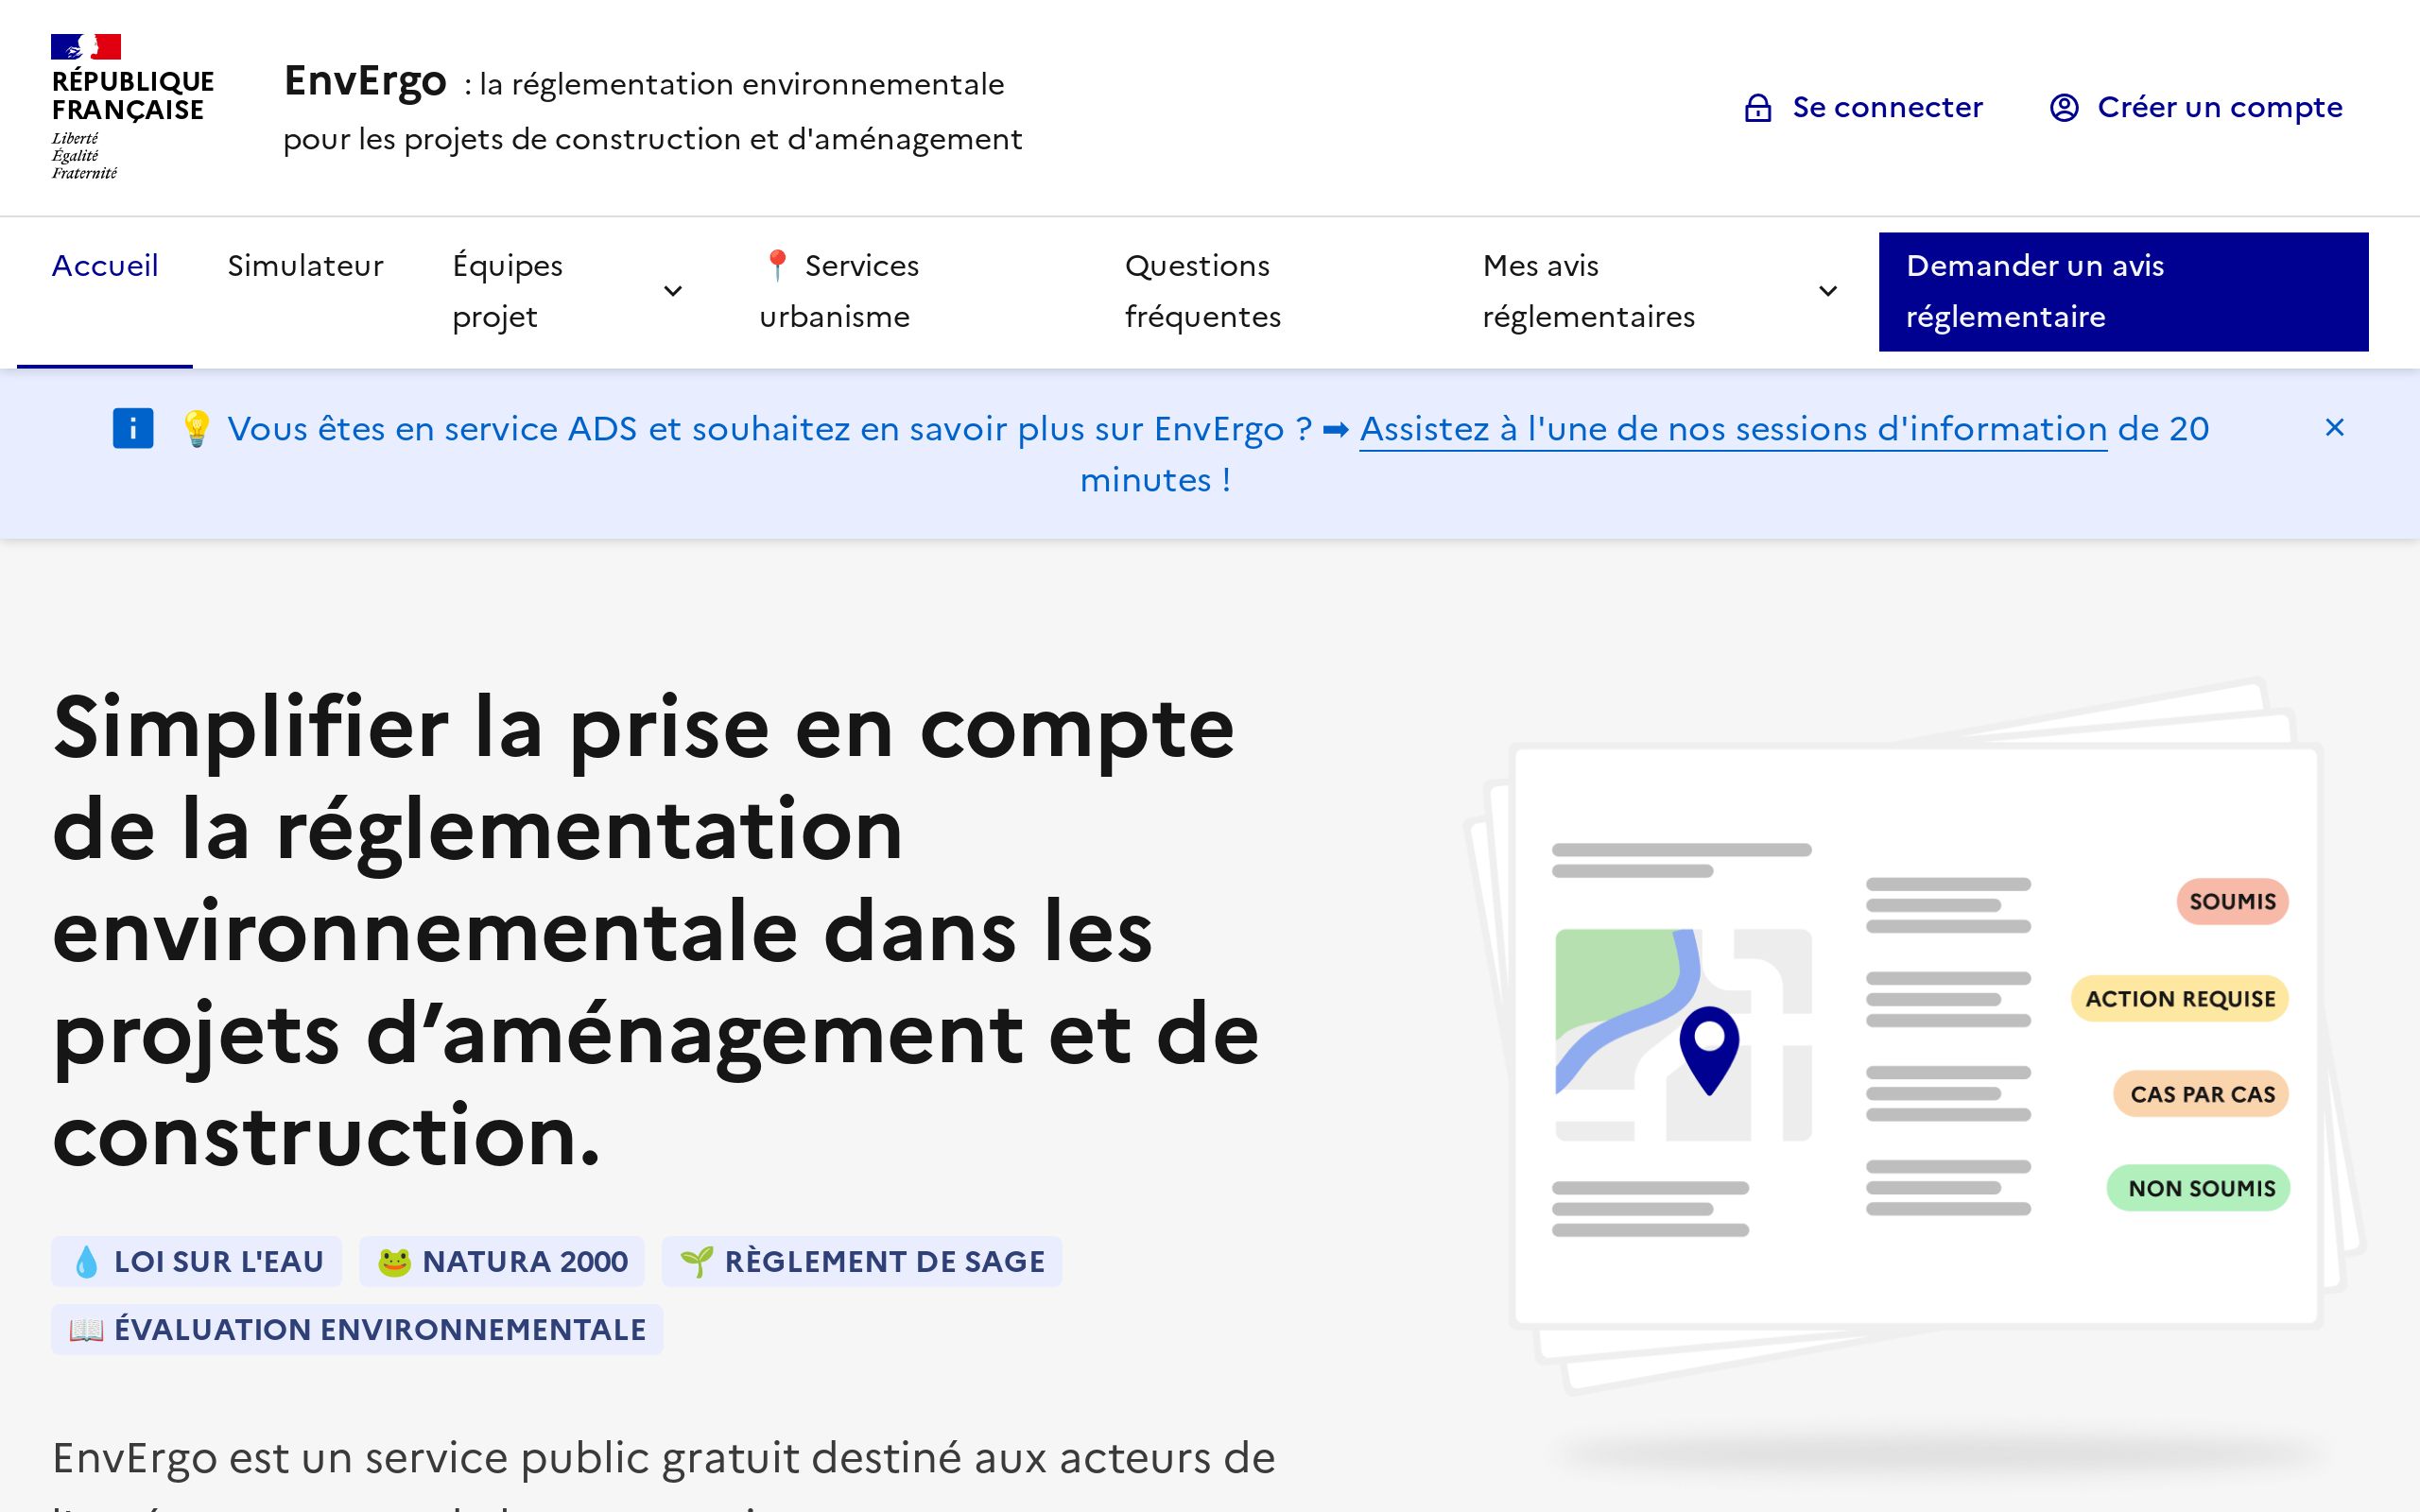 RÉPUBLIQUE
FRANÇAISE
Liberté
Égalité
Fraternité
EnvErgo : la réglementation environnementale
pour les projets de construction et d'aménagement
Se connecter
Créer un compte
Accueil
Simulateur
Équipes
projet
📍 Services
urbanisme
Questions
fréquentes
Mes avis
réglementaires
Demander un avis
réglementaire
💡 Vous êtes en service ADS et souhaitez en savoir plus sur EnvErgo ? ➡ Assistez à l'une de nos sessions d'information de 20
minutes !
Simplifier la prise en compte
de la réglementation
environnementale dans les
projets d’aménagement et de
construction.
💧 LOI SUR L'EAU
🐸 NATURA 2000
🌱 RÈGLEMENT DE SAGE
📖 ÉVALUATION ENVIRONNEMENTALE
EnvErgo est un service public gratuit destiné aux acteurs de
SOUMIS
ACTION REQUISE
CAS PAR CAS
NON SOUMIS